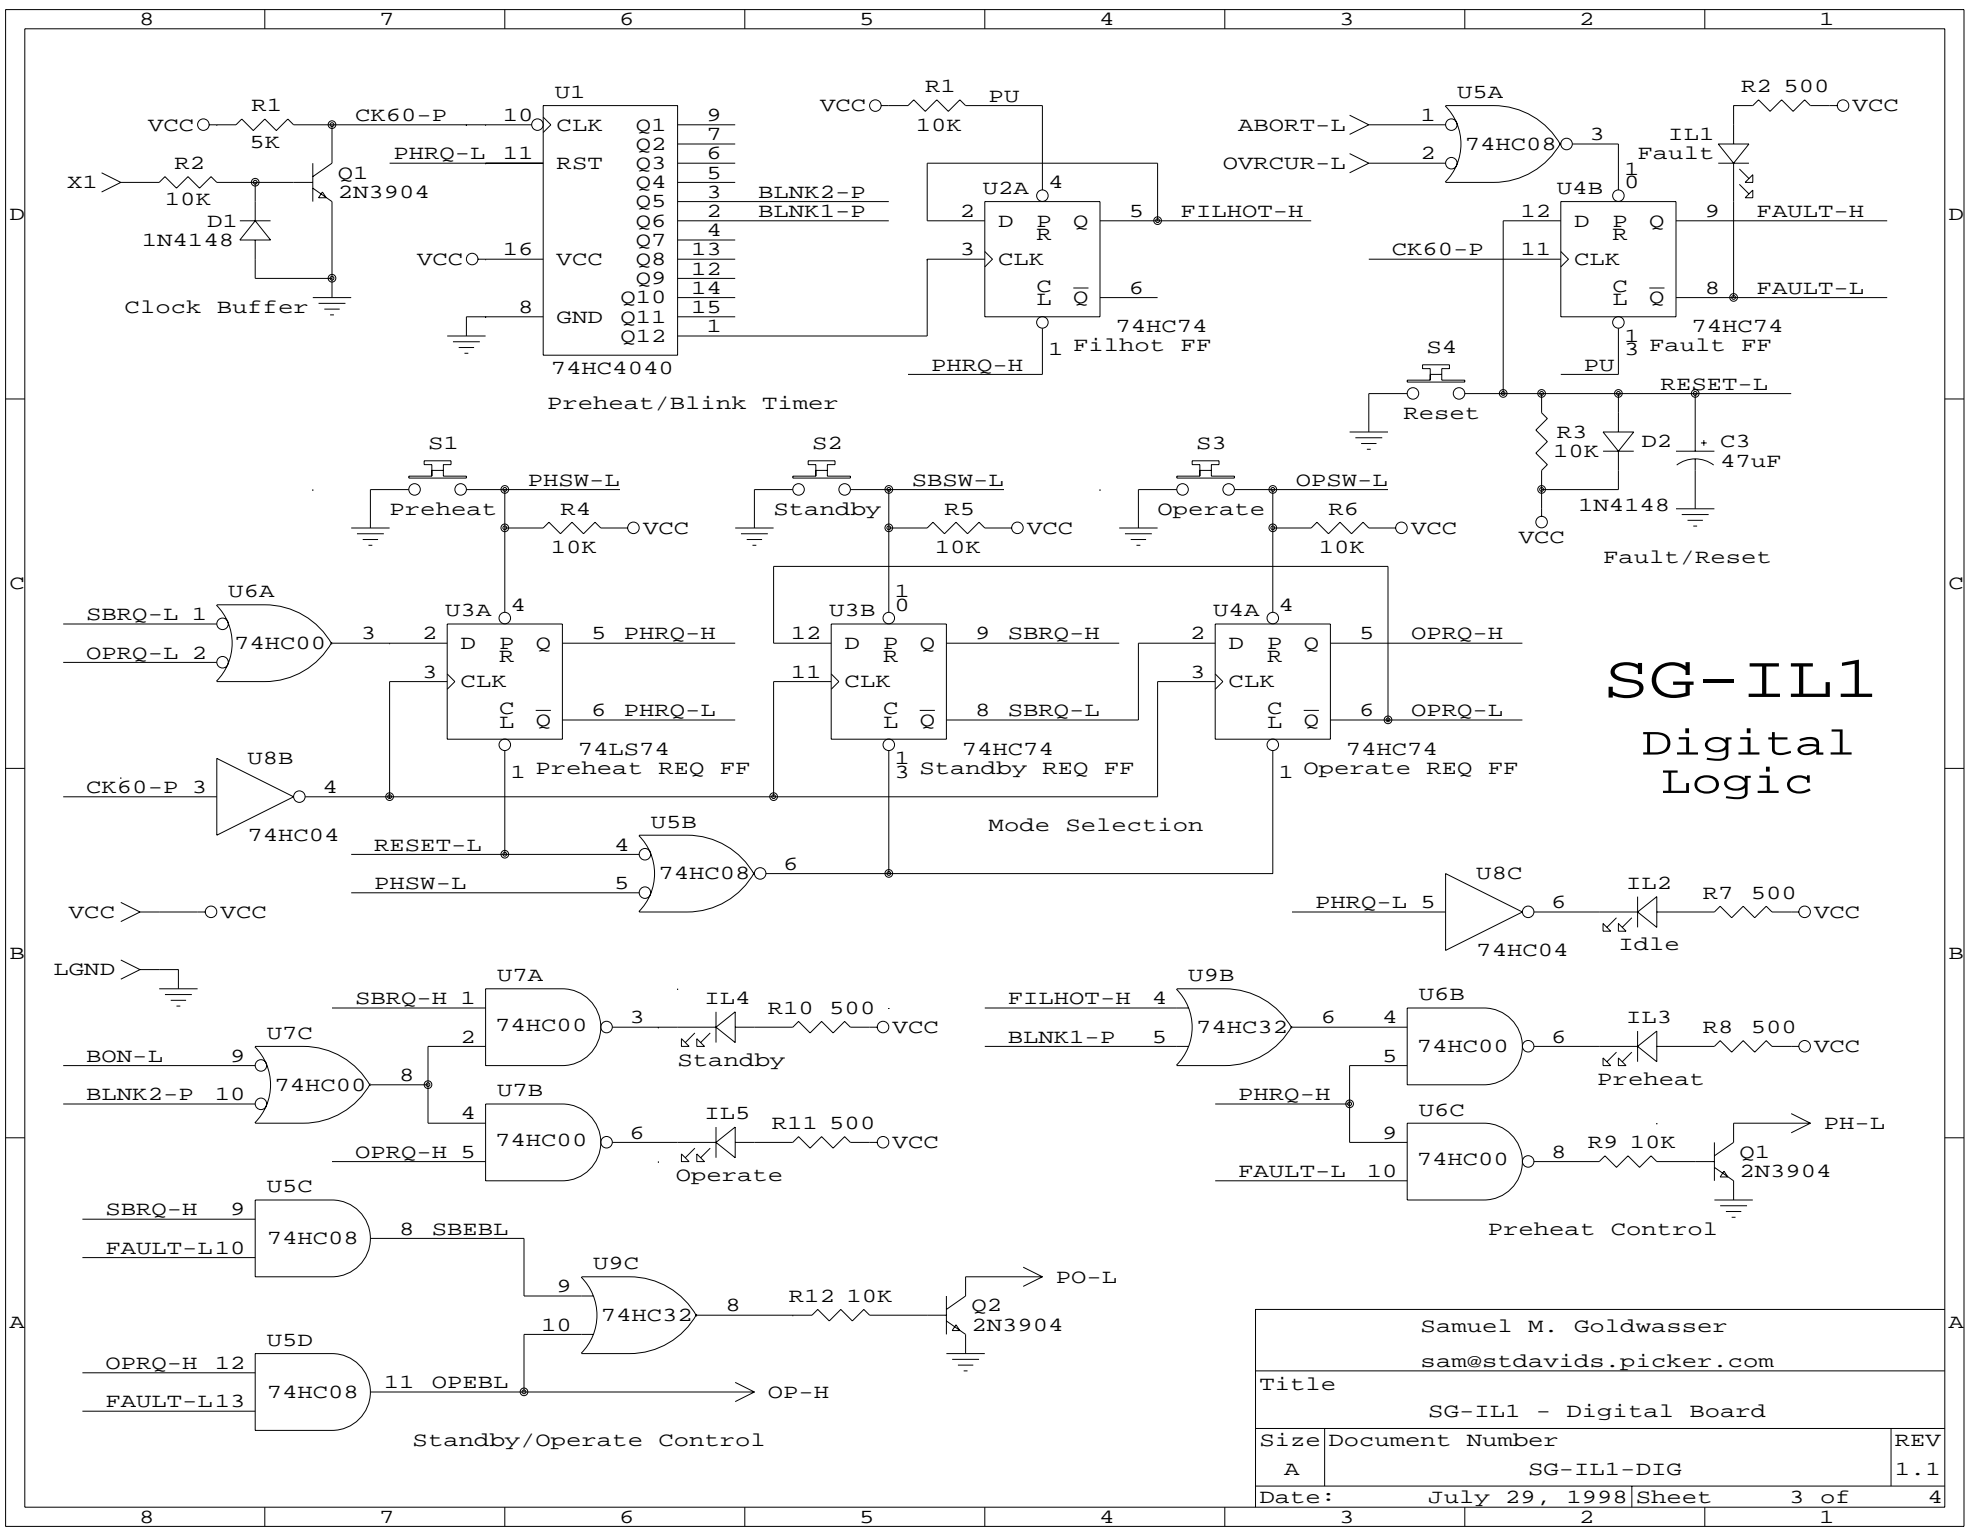 8 7 6 5 4 3 2 1
D
C
B
A
R1
5K
VCC
CK60-P
X1
R2
10K
Q1
2N3904
D1
1N4148
Clock Buffer
U1
10 CLK
PHRQ-L 11 RST
VCC 16 VCC
8 GND
Q1 9
Q2 7
Q3 6
Q4 5
Q5 3 BLNK2-P
Q6 2 BLNK1-P
Q7 4
Q8 13
Q9 12
Q10 14
Q11 15
Q12 1
74HC4040
Preheat/Blink Timer
VCC R1 PU
10K
U2A 4
2 D PR Q 5 FILHOT-H
3 CLK
CL Q 6
74HC74
1 Filhot FF
PHRQ-H
U5A
ABORT-L 1
OVRCUR-L 2
74HC08 3
R2 500
VCC
IL1
Fault
U4B 10
12 D PR Q 9 FAULT-H
CK60-P 11 CLK
CL Q 8 FAULT-L
74HC74
13 Fault FF
PU
S4
Reset
RESET-L
R3
10K
D2
1N4148
C3
+
47uF
VCC
Fault/Reset
S1
PHSW-L
Preheat
R4
10K
VCC
S2
SBSW-L
Standby
R5
10K
VCC
S3
OPSW-L
Operate
R6
10K
VCC
U6A
SBRQ-L 1
OPRQ-L 2
74HC00 3
U3A 4
2 D PR Q 5 PHRQ-H
3 CLK
CL Q 6 PHRQ-L
74LS74
1 Preheat REQ FF
U3B 10
12 D PR Q 9 SBRQ-H
11 CLK
CL Q 8 SBRQ-L
74HC74
13 Standby REQ FF
U4A 4
2 D PR Q 5 OPRQ-H
3 CLK
CL Q 6 OPRQ-L
74HC74
1 Operate REQ FF
SG-IL1
Digital
Logic
U8B
CK60-P 3 4
74HC04
Mode Selection
U5B
RESET-L 4
PHSW-L 5
74HC08 6
VCC VCC
LGND
U8C
PHRQ-L 5 6
74HC04
IL2
Idle
R7 500
VCC
U7A
SBRQ-H 1
2
74HC00 3
IL4
Standby
R10 500
VCC
U7C
BON-L 9
BLNK2-P 10
74HC00 8
U7B
4
OPRQ-H 5
74HC00 6
IL5
Operate
R11 500
VCC
U9B
FILHOT-H 4
BLNK1-P 5
74HC32 6
U6B
4
5
74HC00 6
IL3
Preheat
R8 500
VCC
PHRQ-H
U6C
9
FAULT-L 10
74HC00 8
R9 10K
PH-L
Q1
2N3904
Preheat Control
U5C
SBRQ-H 9
FAULT-L 10
74HC08 8 SBEBL
U9C
9
10
74HC32 8
R12 10K
PO-L
Q2
2N3904
U5D
OPRQ-H 12
FAULT-L 13
74HC08 11 OPEBL
OP-H
Standby/Operate Control
Samuel M. Goldwasser
sam@stdavids.picker.com
Title
SG-IL1 - Digital Board
Size Document Number REV
A SG-IL1-DIG 1.1
Date: July 29, 1998 Sheet 3 of 4
8 7 6 5 4 3 2 1
D
C
B
A